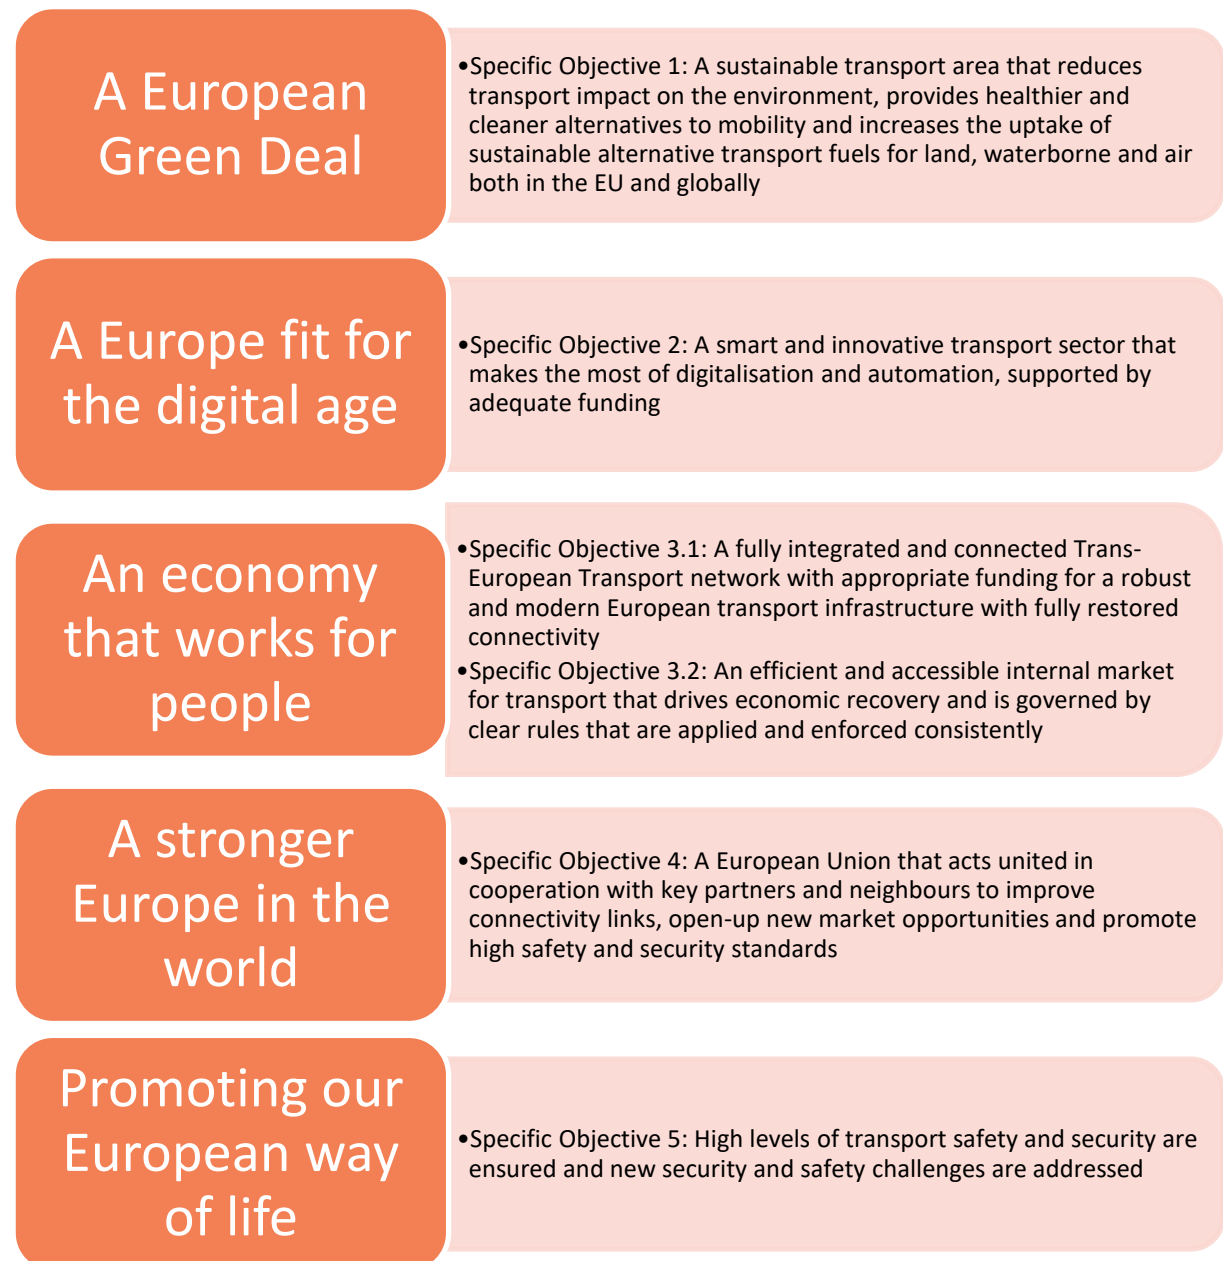 A European
Green Deal
•Specific Objective 1: A sustainable transport area that reduces
transport impact on the environment, provides healthier and
cleaner alternatives to mobility and increases the uptake of
sustainable alternative transport fuels for land, waterborne and air
both in the EU and globally
A Europe fit for
the digital age
•Specific Objective 2: A smart and innovative transport sector that
makes the most of digitalisation and automation, supported by
adequate funding
An economy
that works for
people
•Specific Objective 3.1: A fully integrated and connected Trans-
European Transport network with appropriate funding for a robust
and modern European transport infrastructure with fully restored
connectivity
•Specific Objective 3.2: An efficient and accessible internal market
for transport that drives economic recovery and is governed by
clear rules that are applied and enforced consistently
A stronger
Europe in the
world
•Specific Objective 4: A European Union that acts united in
cooperation with key partners and neighbours to improve
connectivity links, open-up new market opportunities and promote
high safety and security standards
Promoting our
European way
of life
•Specific Objective 5: High levels of transport safety and security are
ensured and new security and safety challenges are addressed